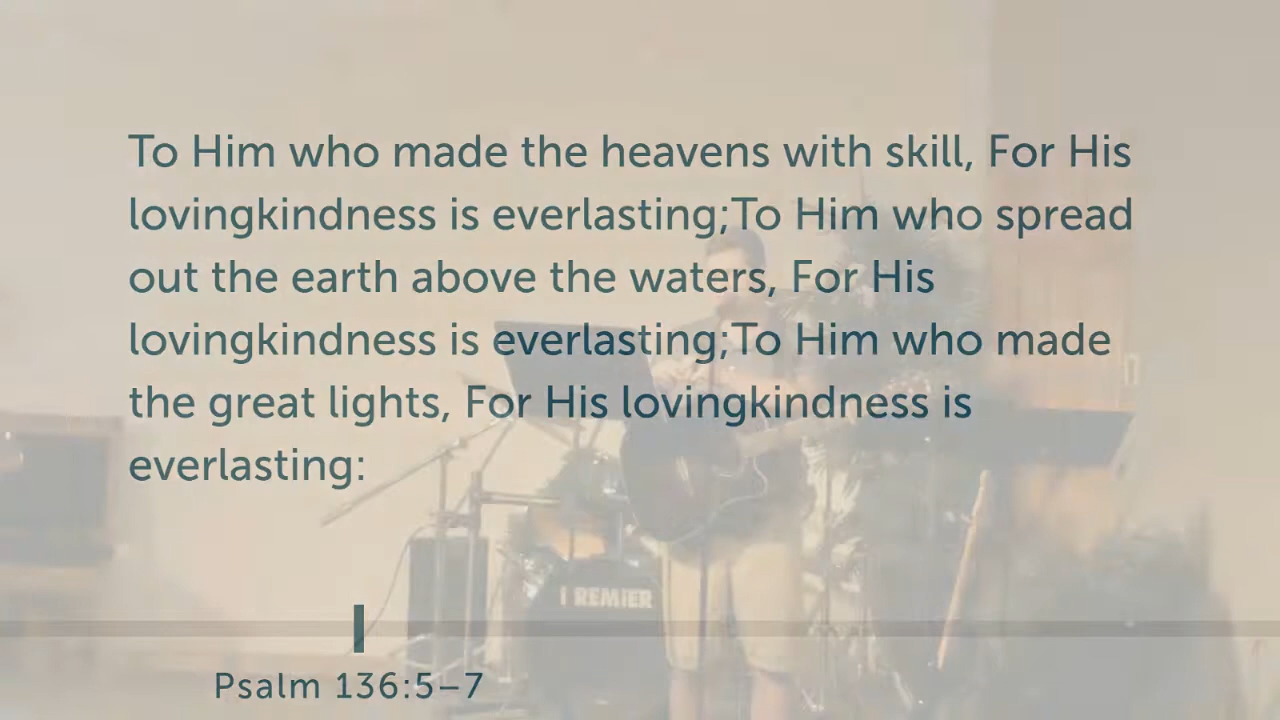 To Him who made the heavens with skill, For His
lovingkindness is everlasting;To Him who spread
out the earth above the waters, For His
lovingkindness is everlasting;To Him who made
the great lights, For His lovingkindness is
everlasting:
REMIER
Psalm 136:5–7